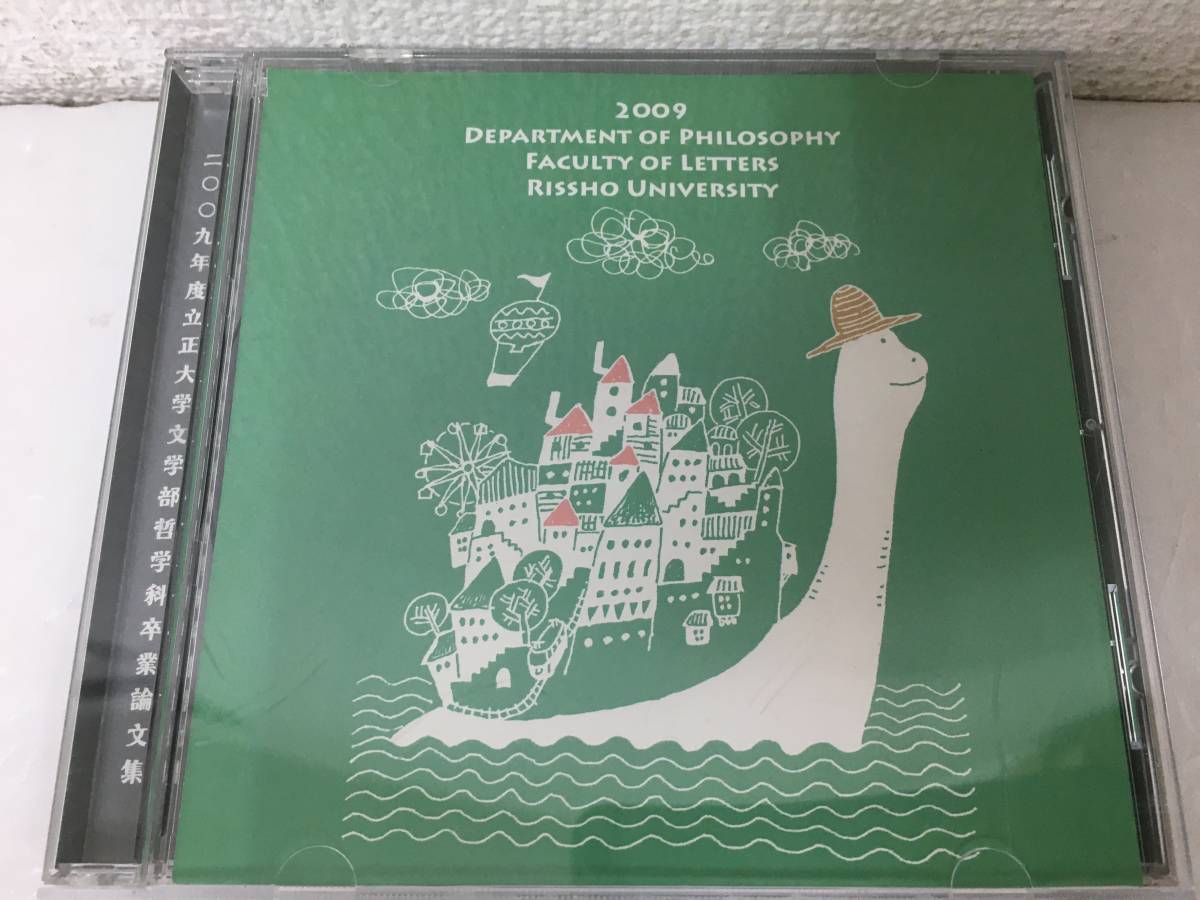 2009
DEPARTMENT OF PHILOSOPHY
FACULTY OF LETTERS
RISSHO UNIVERSITY
二〇〇九年度立正大学文学部哲学科卒業論文集